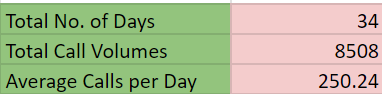 Total No. of Days 34
Total Call Volumes 8508
Average Calls per Day 250.24